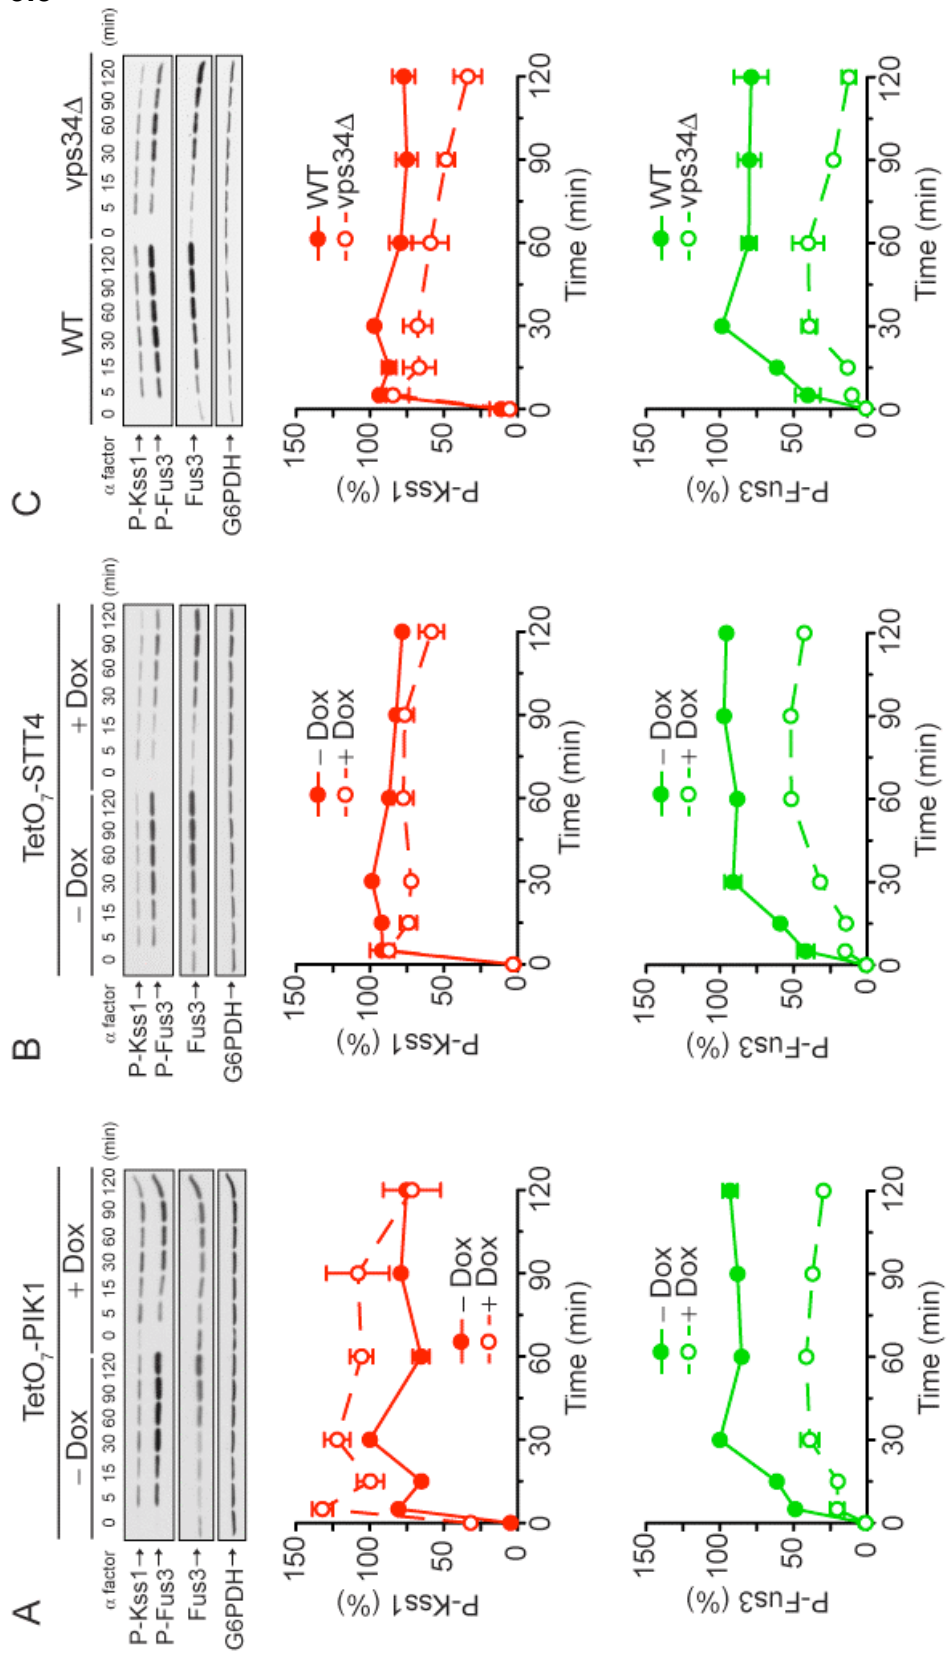 A
TetO7-PIK1
− Dox + Dox
α factor 0 5 15 30 60 90 120 0 5 15 30 60 90 120 (min)
P-Kss1→
P-Fus3→
Fus3→
G6PDH→
P-Kss1 (%)
150
100
50
0
− Dox
+ Dox
0 30 60 90 120
Time (min)
P-Fus3 (%)
150
100
50
0
− Dox
+ Dox
0 30 60 90 120
Time (min)
B
TetO7-STT4
− Dox + Dox
α factor 0 5 15 30 60 90 120 0 5 15 30 60 90 120 (min)
P-Kss1→
P-Fus3→
Fus3→
G6PDH→
P-Kss1 (%)
150
100
50
0
− Dox
+ Dox
0 30 60 90 120
Time (min)
P-Fus3 (%)
150
100
50
0
− Dox
+ Dox
0 30 60 90 120
Time (min)
C
WT vps34Δ
α factor 0 5 15 30 60 90 120 0 5 15 30 60 90 120 (min)
P-Kss1→
P-Fus3→
Fus3→
G6PDH→
P-Kss1 (%)
150
100
50
0
WT
vps34Δ
0 30 60 90 120
Time (min)
P-Fus3 (%)
150
100
50
0
WT
vps34Δ
0 30 60 90 120
Time (min)